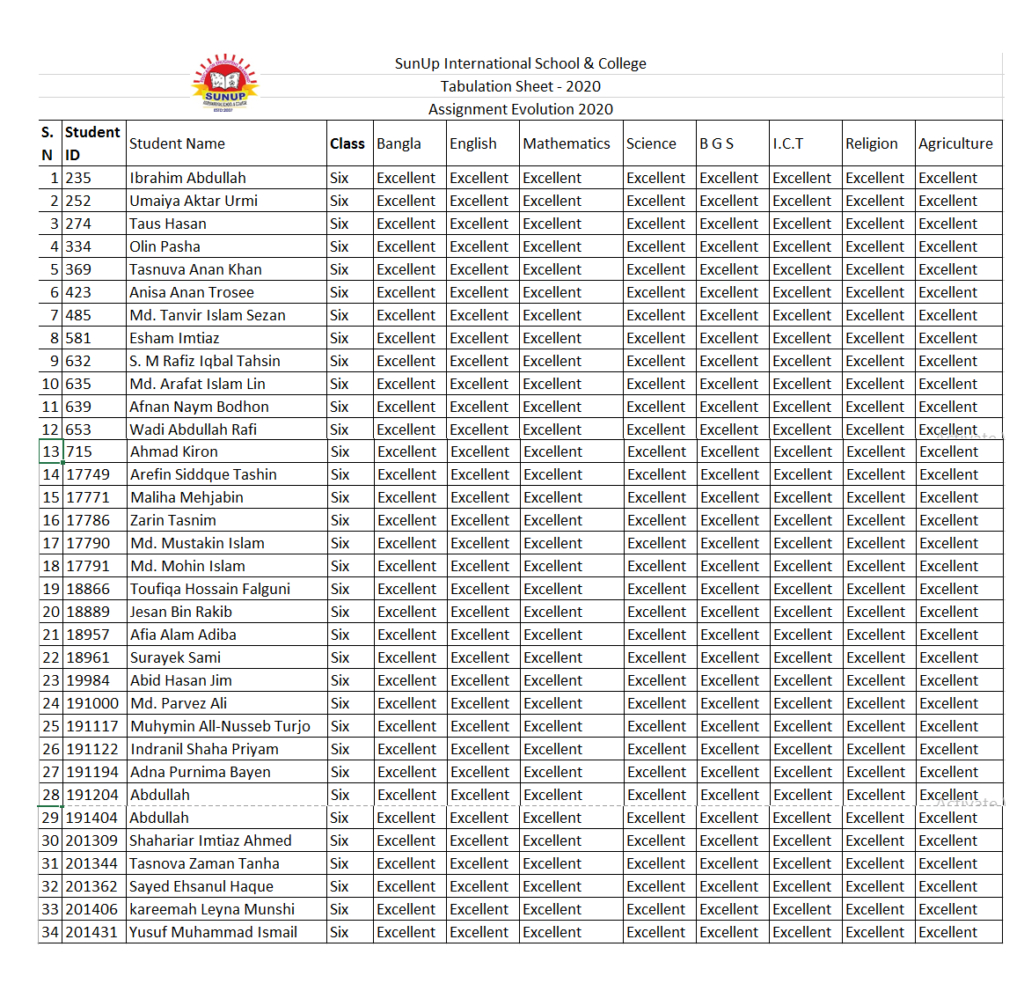 SunUp International School & College
Tabulation Sheet - 2020
Assignment Evolution 2020
SUNUP
S. N Student ID Student Name Class Bangla English Mathematics Science B G S I.C.T Religion Agriculture
1 235 Ibrahim Abdullah Six Excellent Excellent Excellent Excellent Excellent Excellent Excellent Excellent
2 252 Umaiya Aktar Urmi Six Excellent Excellent Excellent Excellent Excellent Excellent Excellent Excellent
3 274 Taus Hasan Six Excellent Excellent Excellent Excellent Excellent Excellent Excellent Excellent
4 334 Olin Pasha Six Excellent Excellent Excellent Excellent Excellent Excellent Excellent Excellent
5 369 Tasnuva Anan Khan Six Excellent Excellent Excellent Excellent Excellent Excellent Excellent Excellent
6 423 Anisa Anan Trosee Six Excellent Excellent Excellent Excellent Excellent Excellent Excellent Excellent
7 485 Md. Tanvir Islam Sezan Six Excellent Excellent Excellent Excellent Excellent Excellent Excellent Excellent
8 581 Esham Imtiaz Six Excellent Excellent Excellent Excellent Excellent Excellent Excellent Excellent
9 632 S. M Rafiz Iqbal Tahsin Six Excellent Excellent Excellent Excellent Excellent Excellent Excellent Excellent
10 635 Md. Arafat Islam Lin Six Excellent Excellent Excellent Excellent Excellent Excellent Excellent Excellent
11 639 Afnan Naym Bodhon Six Excellent Excellent Excellent Excellent Excellent Excellent Excellent Excellent
12 653 Wadi Abdullah Rafi Six Excellent Excellent Excellent Excellent Excellent Excellent Excellent Excellent
13 715 Ahmad Kiron Six Excellent Excellent Excellent Excellent Excellent Excellent Excellent Excellent
14 17749 Arefin Siddque Tashin Six Excellent Excellent Excellent Excellent Excellent Excellent Excellent Excellent
15 17771 Maliha Mehjabin Six Excellent Excellent Excellent Excellent Excellent Excellent Excellent Excellent
16 17786 Zarin Tasnim Six Excellent Excellent Excellent Excellent Excellent Excellent Excellent Excellent
17 17790 Md. Mustakin Islam Six Excellent Excellent Excellent Excellent Excellent Excellent Excellent Excellent
18 17791 Md. Mohin Islam Six Excellent Excellent Excellent Excellent Excellent Excellent Excellent Excellent
19 18866 Toufiqa Hossain Falguni Six Excellent Excellent Excellent Excellent Excellent Excellent Excellent Excellent
20 18889 Jesan Bin Rakib Six Excellent Excellent Excellent Excellent Excellent Excellent Excellent Excellent
21 18957 Afia Alam Adiba Six Excellent Excellent Excellent Excellent Excellent Excellent Excellent Excellent
22 18961 Surayek Sami Six Excellent Excellent Excellent Excellent Excellent Excellent Excellent Excellent
23 19984 Abid Hasan Jim Six Excellent Excellent Excellent Excellent Excellent Excellent Excellent Excellent
24 191000 Md. Parvez Ali Six Excellent Excellent Excellent Excellent Excellent Excellent Excellent Excellent
25 191117 Muhymin All-Nusseb Turjo Six Excellent Excellent Excellent Excellent Excellent Excellent Excellent Excellent
26 191122 Indranil Shaha Priyam Six Excellent Excellent Excellent Excellent Excellent Excellent Excellent Excellent
27 191194 Adna Purnima Bayen Six Excellent Excellent Excellent Excellent Excellent Excellent Excellent Excellent
28 191204 Abdullah Six Excellent Excellent Excellent Excellent Excellent Excellent Excellent Excellent
29 191404 Abdullah Six Excellent Excellent Excellent Excellent Excellent Excellent Excellent Excellent
30 201309 Shahariar Imtiaz Ahmed Six Excellent Excellent Excellent Excellent Excellent Excellent Excellent Excellent
31 201344 Tasnova Zaman Tanha Six Excellent Excellent Excellent Excellent Excellent Excellent Excellent Excellent
32 201362 Sayed Ehsanul Haque Six Excellent Excellent Excellent Excellent Excellent Excellent Excellent Excellent
33 201406 kareemah Leyna Munshi Six Excellent Excellent Excellent Excellent Excellent Excellent Excellent Excellent
34 201431 Yusuf Muhammad Ismail Six Excellent Excellent Excellent Excellent Excellent Excellent Excellent Excellent